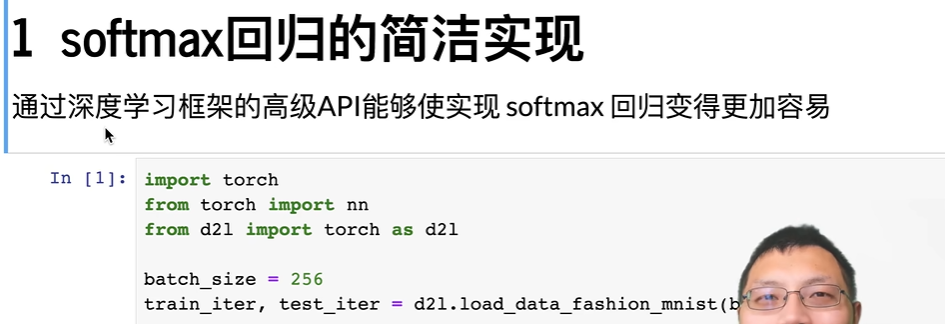 1 softmax回归的简洁实现
通过深度学习框架的高级API能够使实现 softmax 回归变得更加容易
In [1]: import torch
from torch import nn
from d2l import torch as d2l
batch_size = 256
train_iter, test_iter = d2l.load_data_fashion_mnist(b